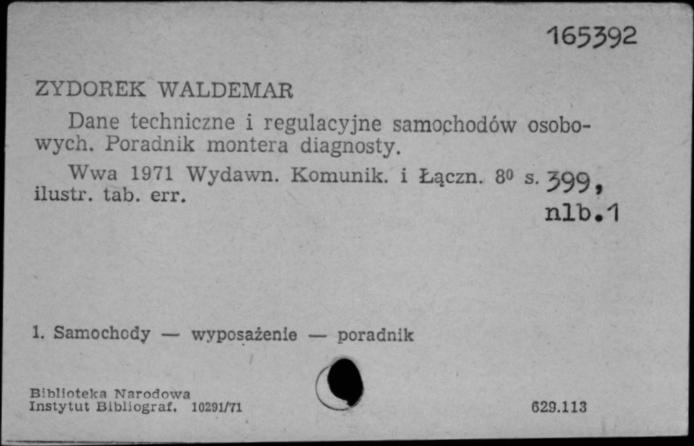 165392
ZYDOREK WALDEMAR
Dane techniczne i regulacyjne samochodów osobo-
wych. Poradnik montera diagnosty.
Wwa 1971 Wydawn. Komunik. i Łączn. 8⁰ s. 399,
ilustr. tab. err.
nlb.1
1. Samochody — wyposażenie — poradnik
Biblioteka Narodowa
Instytut Bibliograf. 10291/71
629.113